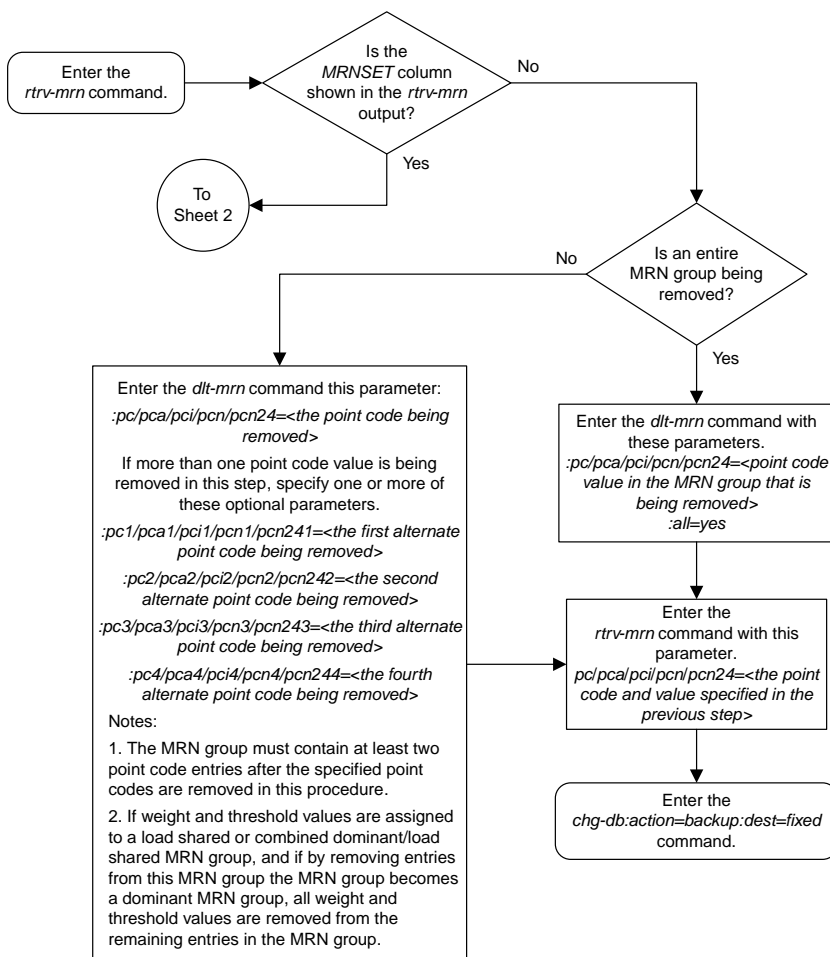 Enter the
rtrv-mrn command.
Is the
MRNSET column
shown in the rtrv-mrn
output?
No
Yes
To
Sheet 2
Is an entire
MRN group being
removed?
No
Yes
Enter the dlt-mrn command this parameter:
:pc/pca/pci/pcn/pcn24=<the point code being
removed>
If more than one point code value is being
removed in this step, specify one or more of
these optional parameters.
:pc1/pca1/pci1/pcn1/pcn241=<the first alternate
point code being removed>
:pc2/pca2/pci2/pcn2/pcn242=<the second
alternate point code being removed>
:pc3/pca3/pci3/pcn3/pcn243=<the third alternate
point code being removed>
:pc4/pca4/pci4/pcn4/pcn244=<the fourth
alternate point code being removed>
Notes:
1. The MRN group must contain at least two
point code entries after the specified point
codes are removed in this procedure.
2. If weight and threshold values are assigned
to a load shared or combined dominant/load
shared MRN group, and if by removing entries
from this MRN group the MRN group becomes
a dominant MRN group, all weight and
threshold values are removed from the
remaining entries in the MRN group.
Enter the dlt-mrn command with
these parameters.
:pc/pca/pci/pcn/pcn24=<point code
value in the MRN group that is
being removed>
:all=yes
Enter the
rtrv-mrn command with this
parameter.
pc/pca/pci/pcn/pcn24=<the point
code and value specified in the
previous step>
Enter the
chg-db:action=backup:dest=fixed
command.